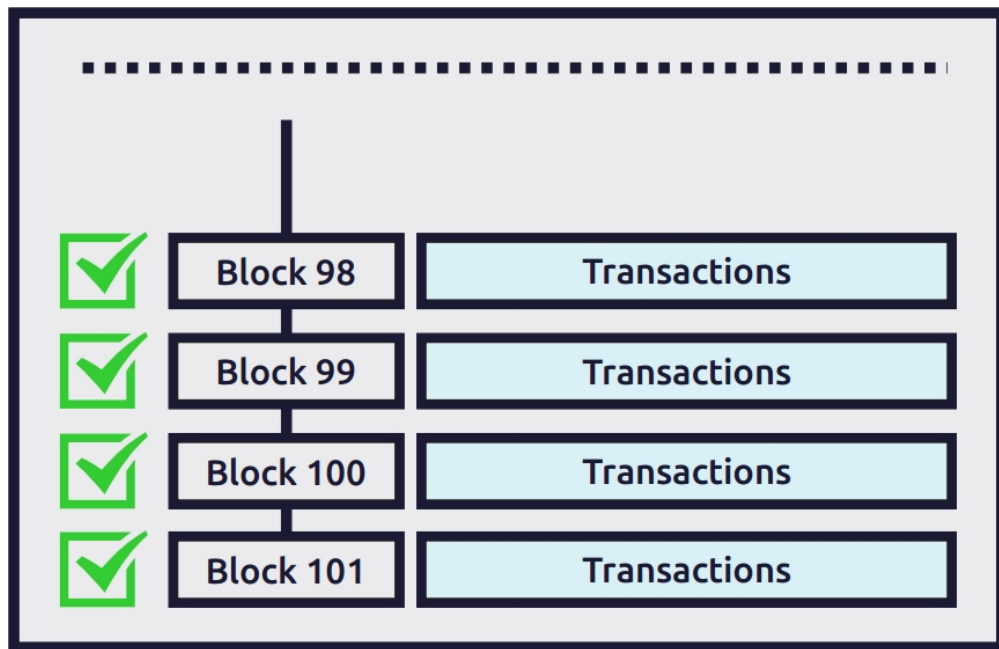 Block 98 Transactions
Block 99 Transactions
Block 100 Transactions
Block 101 Transactions